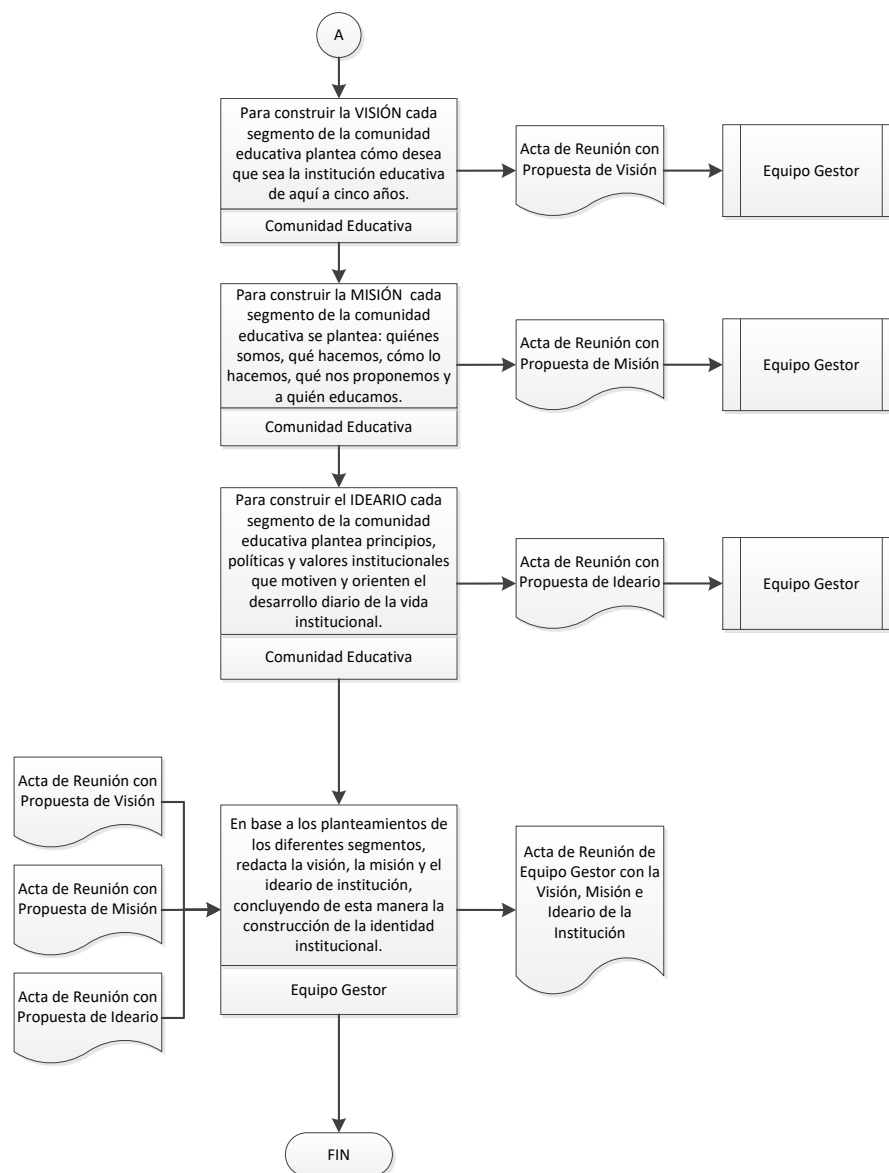 A
Para construir la VISIÓN cada
segmento de la comunidad
educativa plantea cómo desea
que sea la institución educativa
de aquí a cinco años.
Comunidad Educativa
Acta de Reunión con
Propuesta de Visión
Equipo Gestor
Para construir la MISIÓN cada
segmento de la comunidad
educativa se plantea: quiénes
somos, qué hacemos, cómo lo
hacemos, qué nos proponemos y
a quién educamos.
Comunidad Educativa
Acta de Reunión con
Propuesta de Misión
Equipo Gestor
Para construir el IDEARIO cada
segmento de la comunidad
educativa plantea principios,
políticas y valores institucionales
que motiven y orienten el
desarrollo diario de la vida
institucional.
Comunidad Educativa
Acta de Reunión con
Propuesta de Ideario
Equipo Gestor
Acta de Reunión con
Propuesta de Visión
Acta de Reunión con
Propuesta de Misión
Acta de Reunión con
Propuesta de Ideario
En base a los planteamientos de
los diferentes segmentos,
redacta la visión, la misión y el
ideario de institución,
concluyendo de esta manera la
construcción de la identidad
institucional.
Equipo Gestor
Acta de Reunión de
Equipo Gestor con la
Visión, Misión e
Ideario de la
Institución
FIN